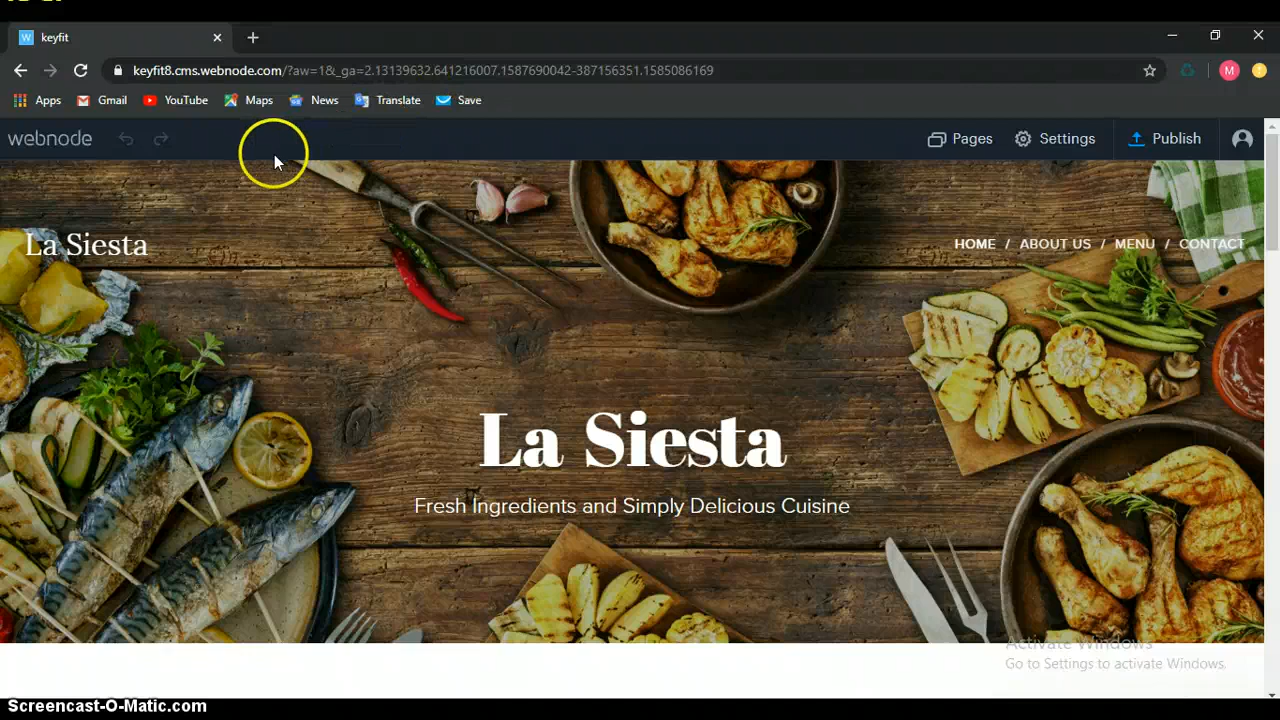 keyfit
keyfit8.cms.webnode.com/?aw=1&_ga=2.13139632.641216007.1587690042-387156351.1585086169
M
Apps Gmail YouTube Maps News Translate Save
webnode Pages Settings Publish
La Siesta HOME / ABOUT US / MENU / CONTACT
La Siesta
Fresh Ingredients and Simply Delicious Cuisine
Activate Windows
Go to Settings to activate Windows.
Screencast-O-Matic.com